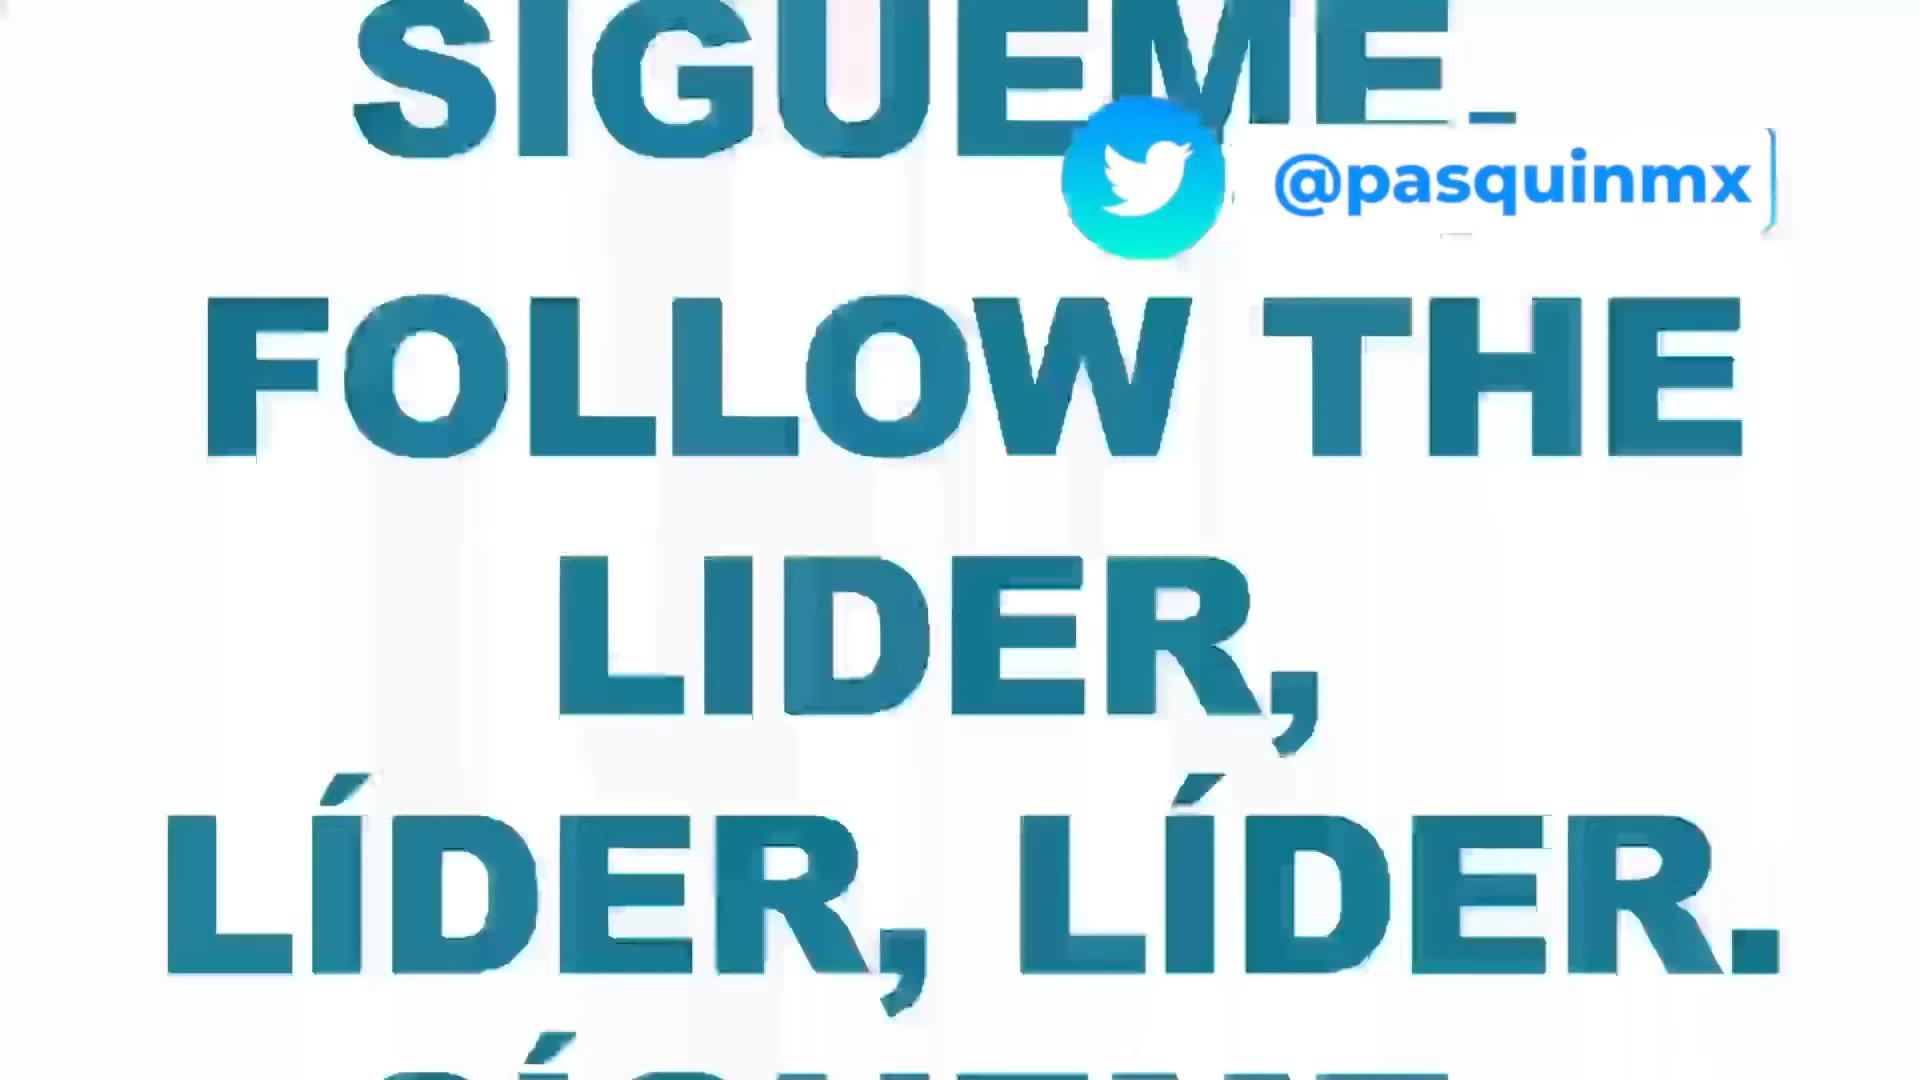 SÍGUEME.
@pasquinmx
FOLLOW THE
LIDER,
LÍDER, LÍDER.